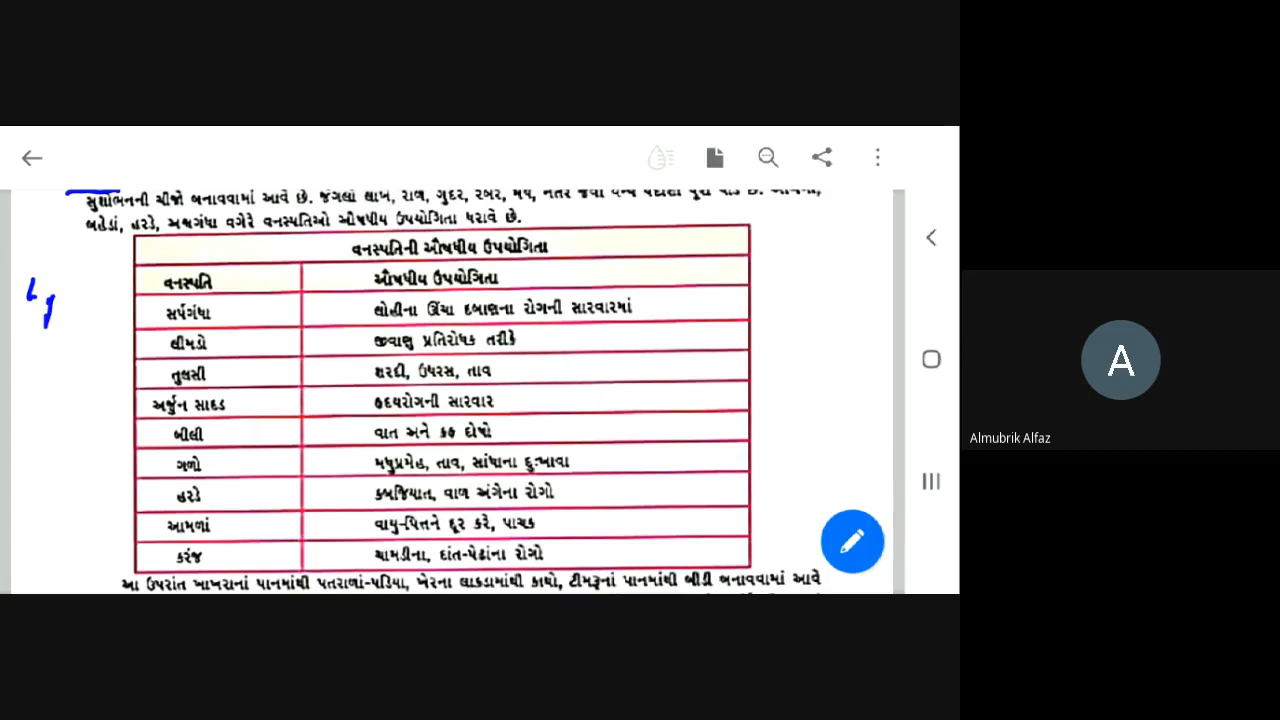 સુશોભનની ચીજો બનાવવામાં આવે છે. જંગલો લાખ, રાળ, ગુંદર, રબર, મધ, નેતર જેવી
બહેડાં, હરડે, અશ્વગંધા વગેરે વનસ્પતિઓ ઔષધીય ઉપયોગિતા ધરાવે છે.
વનસ્પતિની ઔષધીય ઉપયોગિતા
વનસ્પતિ ઔષધીય ઉપયોગિતા
સર્પગંધા લોહીના ઊંચા દબાણના રોગની સારવારમાં
લીમડો જીવાણુ પ્રતિરોધક તરીકે
તુલસી શરદી, ઉધરસ, તાવ
અર્જુન સાદડ હૃદયરોગની સારવાર
બીલી વાત અને કફ દોષો
ગળો મધુપ્રમેહ, તાવ, સાંધાના દુઃખાવા
હરડે કબજિયાત, વાળ અંગેના રોગો
આમળાં વાયુ-પિત્તને દૂર કરે, પાચક
કરંજ ચામડીના, દાંત-પેઢાંના રોગો
આ ઉપરાંત ખાખરાનાં પાનમાંથી પતરાળાં-પડિયા, ખેરના લાકડામાંથી કાથો, ટીમરૂનાં પાનમાંથી બીડી બનાવવામાં આવે
A
Almubrik Alfaz